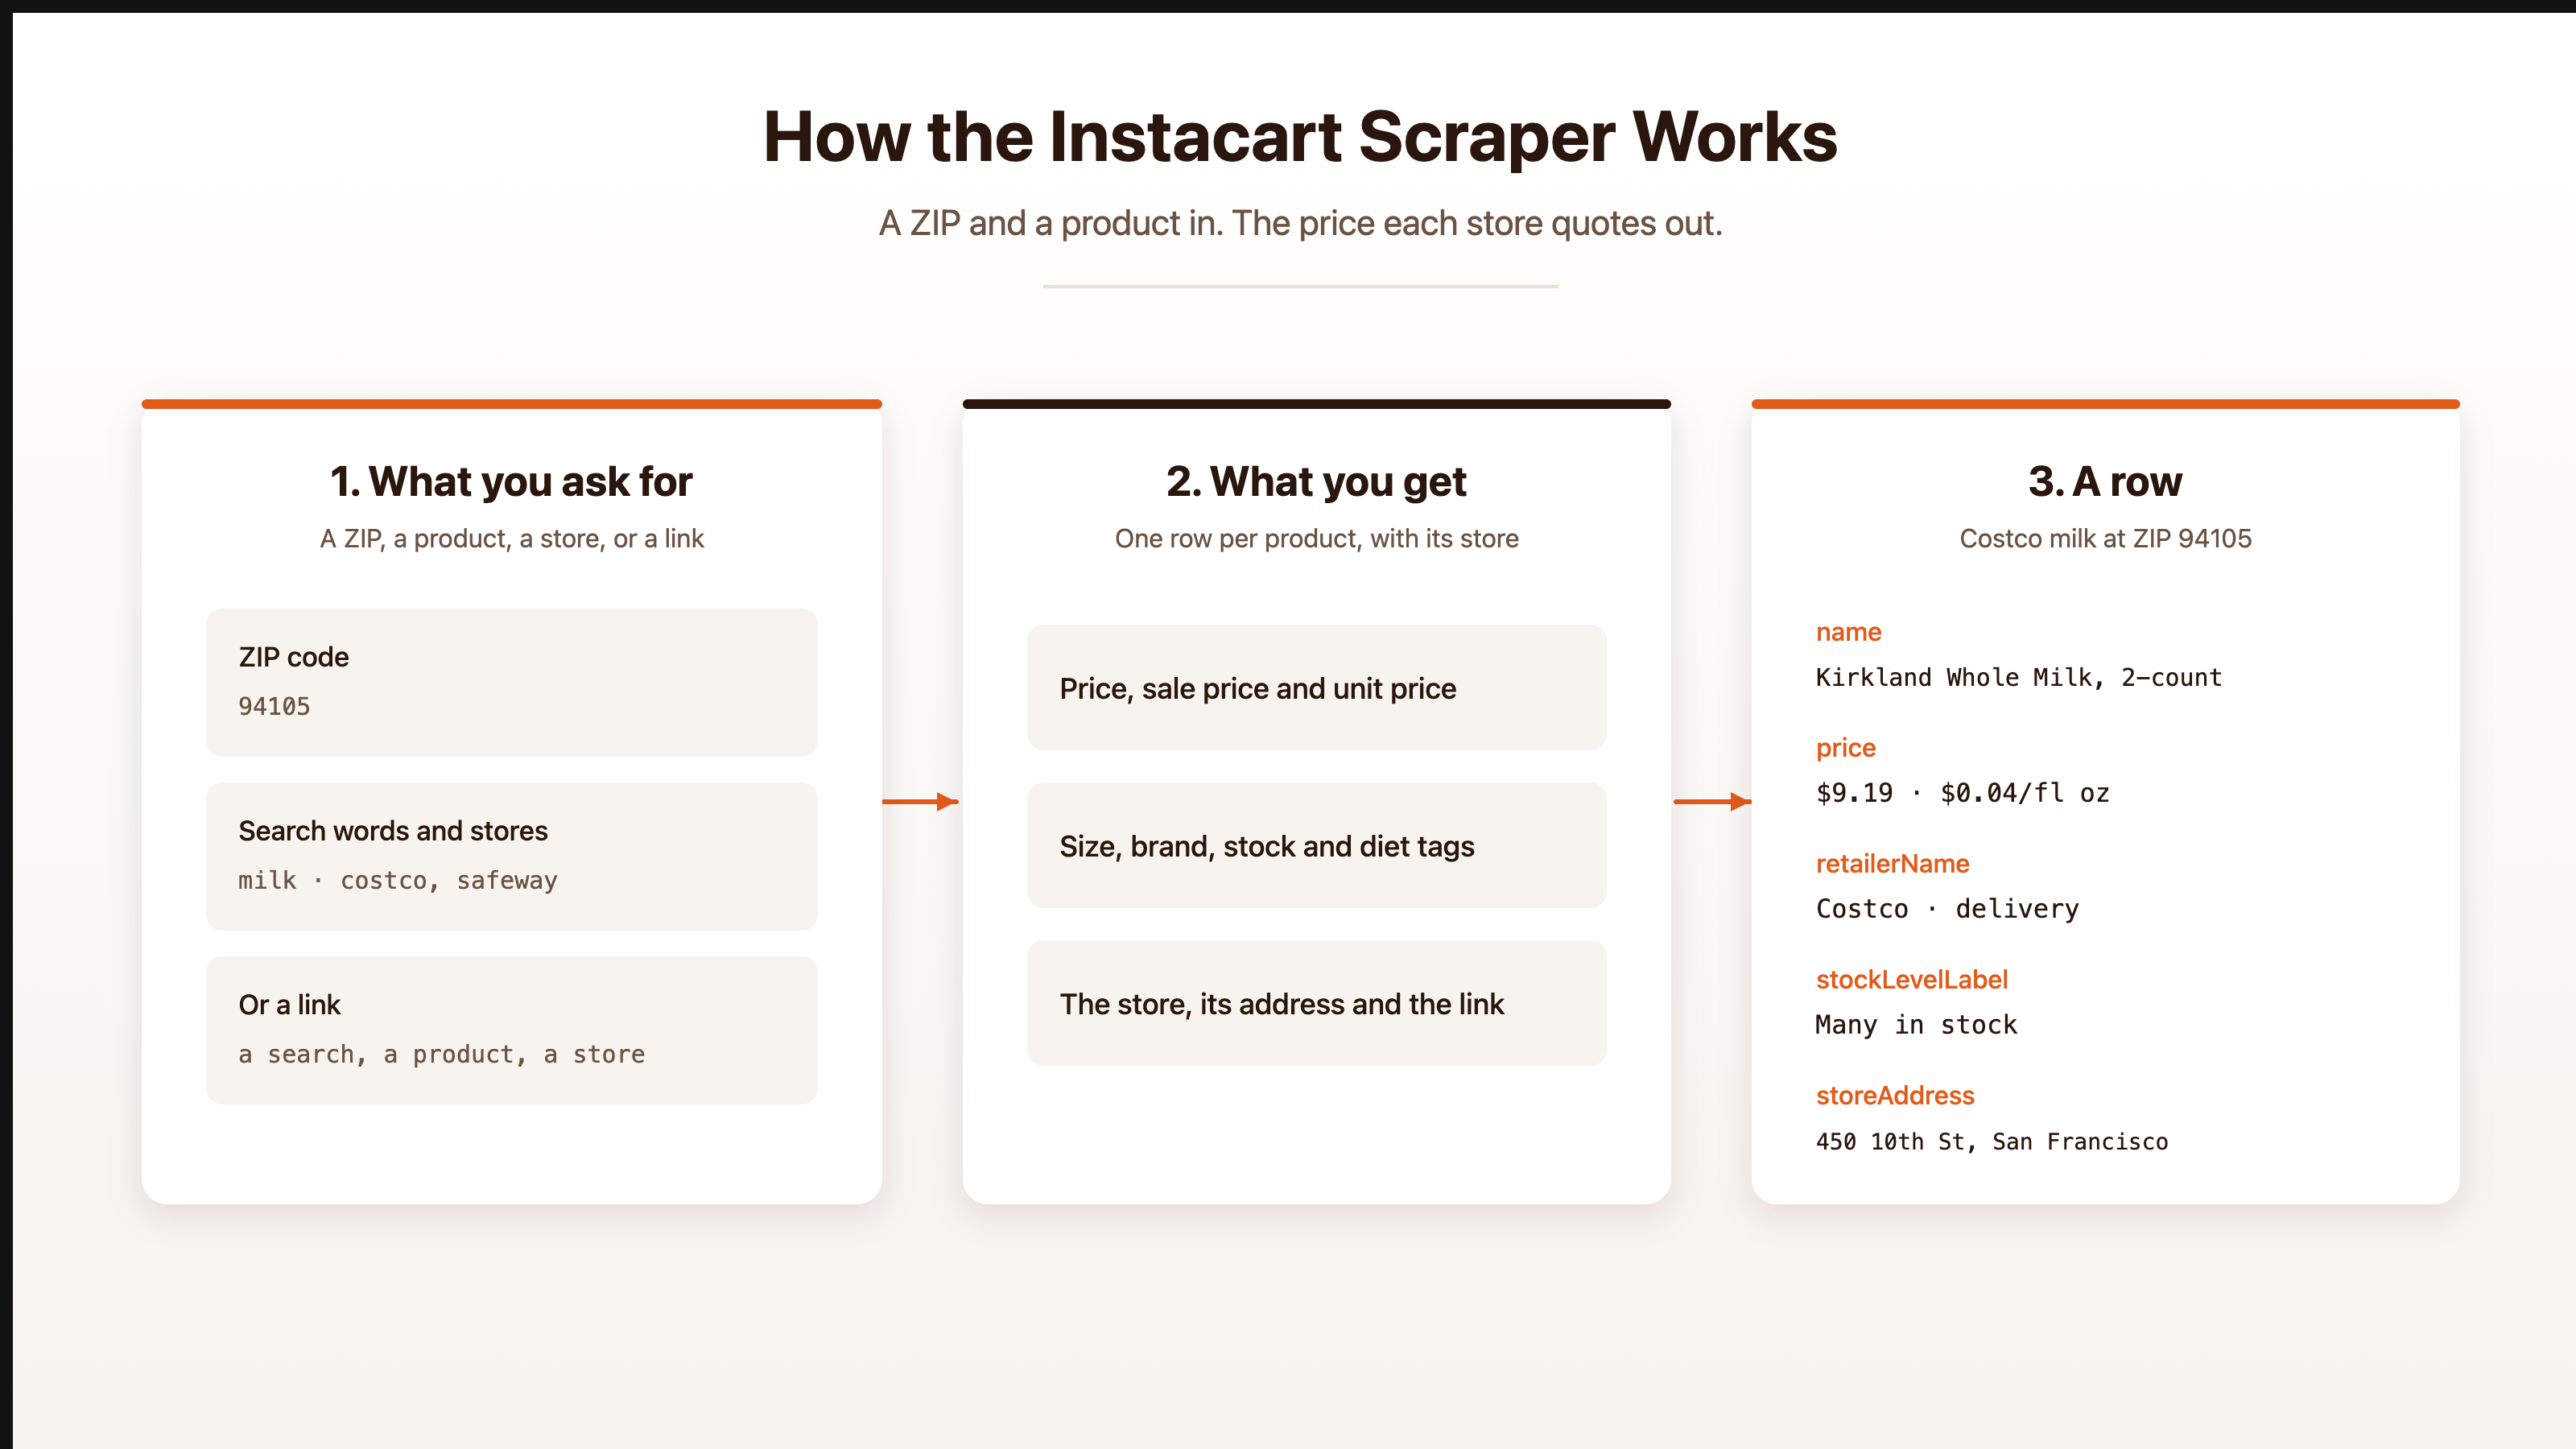 How the Instacart Scraper Works
A ZIP and a product in. The price each store quotes out.
1. What you ask for
A ZIP, a product, a store, or a link
ZIP code
94105
Search words and stores
milk · costco, safeway
Or a link
a search, a product, a store
2. What you get
One row per product, with its store
Price, sale price and unit price
Size, brand, stock and diet tags
The store, its address and the link
3. A row
Costco milk at ZIP 94105
name
Kirkland Whole Milk, 2-count
price
$9.19 · $0.04/fl oz
retailerName
Costco · delivery
stockLevelLabel
Many in stock
storeAddress
450 10th St, San Francisco